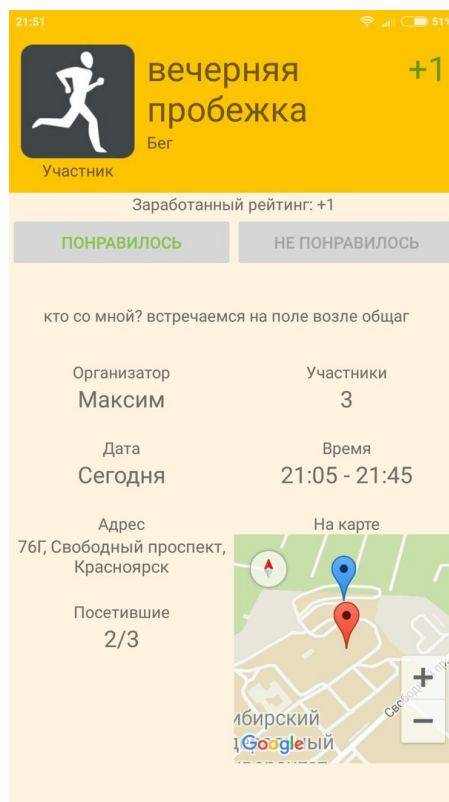 21:51
51%
вечерняя
пробежка
+1
Бег
Участник
Заработанный рейтинг: +1
ПОНРАВИЛОСЬ
НЕ ПОНРАВИЛОСЬ
кто со мной? встречаемся на поле возле общаг
Организатор
Участники
Максим
3
Дата
Время
Сегодня
21:05 - 21:45
Адрес
На карте
76Г, Свободный проспект,
Красноярск
Посетившие
2/3
+
−
ибирский
Google